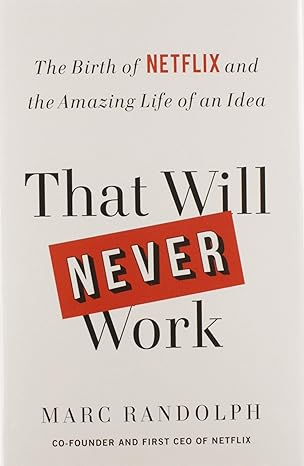 The Birth of NETFLIX and
the Amazing Life of an Idea
That Will
NEVER
Work
MARC RANDOLPH
CO-FOUNDER AND FIRST CEO OF NETFLIX